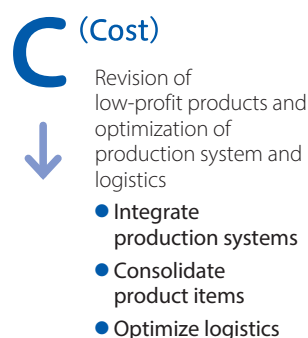 C (Cost)
Revision of
low-profit products and
optimization of
production system and
logistics
● Integrate
production systems
● Consolidate
product items
● Optimize logistics